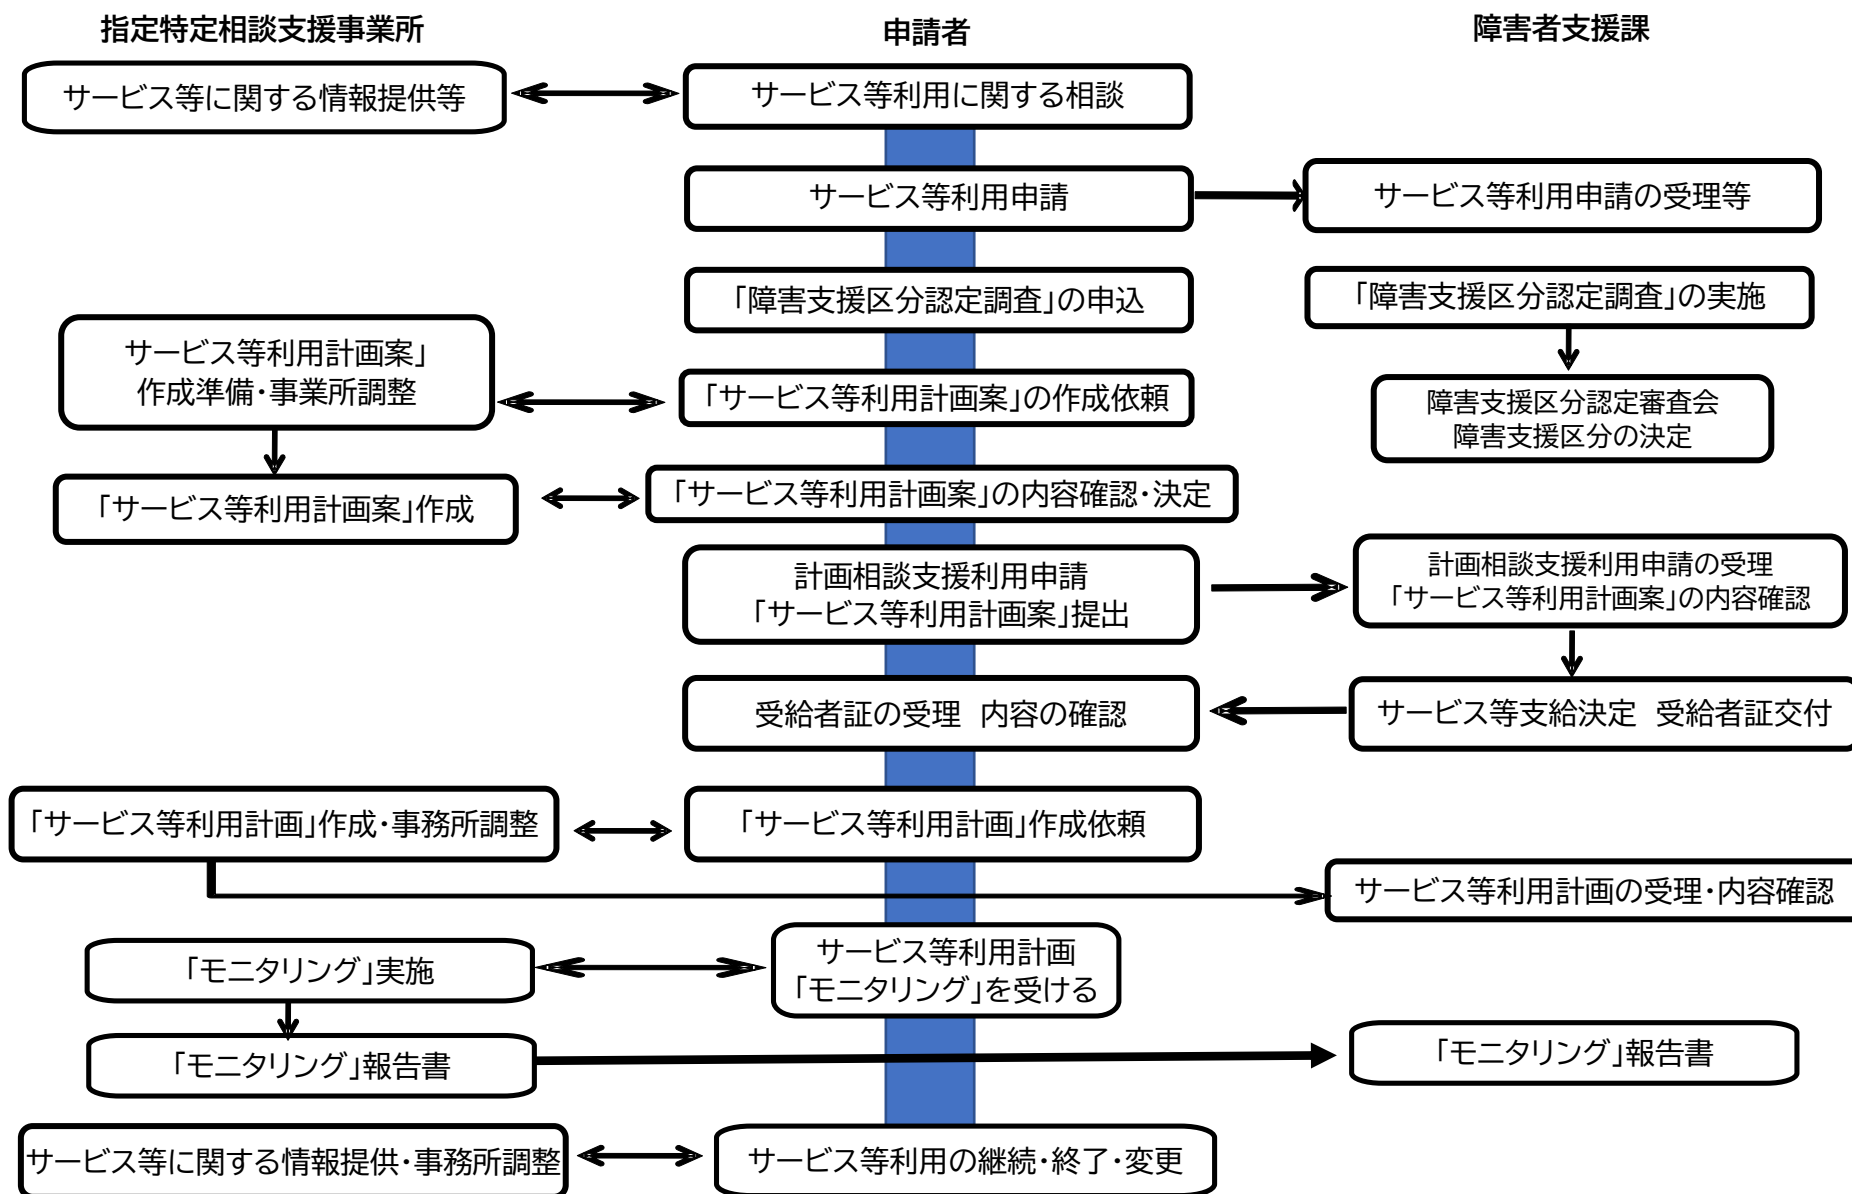 指定特定相談支援事業所
申請者
障害者支援課
サービス等に関する情報提供等
サービス等利用に関する相談
サービス等利用申請
サービス等利用申請の受理等
「障害支援区分認定調査」の申込
「障害支援区分認定調査」の実施
サービス等利用計画案」
作成準備・事業所調整
「サービス等利用計画案」の作成依頼
障害支援区分認定審査会
障害支援区分の決定
「サービス等利用計画案」作成
「サービス等利用計画案」の内容確認・決定
計画相談支援利用申請
「サービス等利用計画案」提出
計画相談支援利用申請の受理
「サービス等利用計画案」の内容確認
受給者証の受理　内容の確認
サービス等支給決定　受給者証交付
「サービス等利用計画」作成・事務所調整
「サービス等利用計画」作成依頼
サービス等利用計画の受理・内容確認
「モニタリング」実施
サービス等利用計画
「モニタリング」を受ける
「モニタリング」報告書
「モニタリング」報告書
サービス等に関する情報提供・事務所調整
サービス等利用の継続・終了・変更